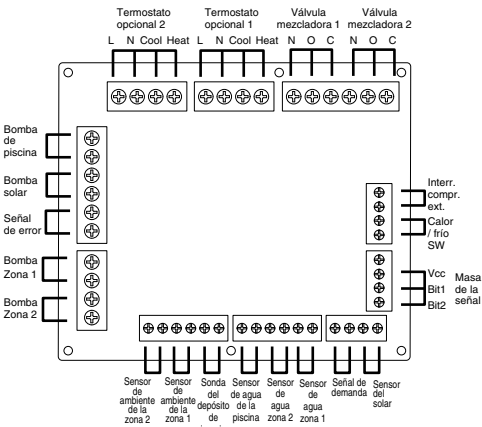 Termostato
opcional 2
Termostato
opcional 1
Válvula
mezcladora 1
Válvula
mezcladora 2
L N Cool Heat
L N Cool Heat
N O C
N O C
Bomba
de
piscina
Bomba
solar
Señal
de error
Bomba
Zona 1
Bomba
Zona 2
Interr.
compr.
ext.
Calor
/ frío
SW
Vcc
Bit1
Bit2
Masa
de la
señal
Sensor
de
ambiente
de la
zona 2
Sensor
de
ambiente
de la
zona 1
Sonda
del
depósito
de
Sensor
de agua
de la
piscina
Sensor
de
agua
zona 2
Sensor
de
agua
zona 1
Señal de
demanda
Sensor
del
solar